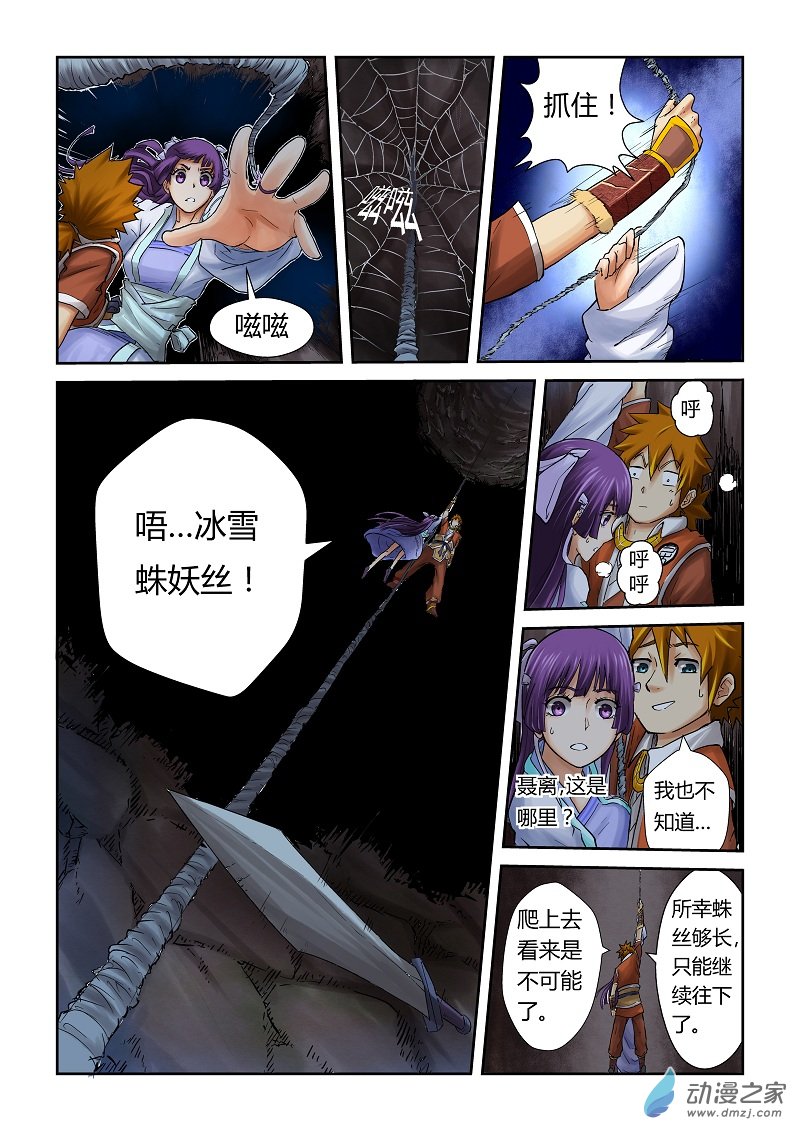 嗞嗞
嗞嗞
抓住！
唔…冰雪
蛛妖丝！
呼
呼
呼
聂离,这是
哪里？
我也不
知道…
所幸蛛
丝够长,
只能继
续往下
了。
爬上去
看来是
不可能
了。
动漫之家
www.dmzj.com